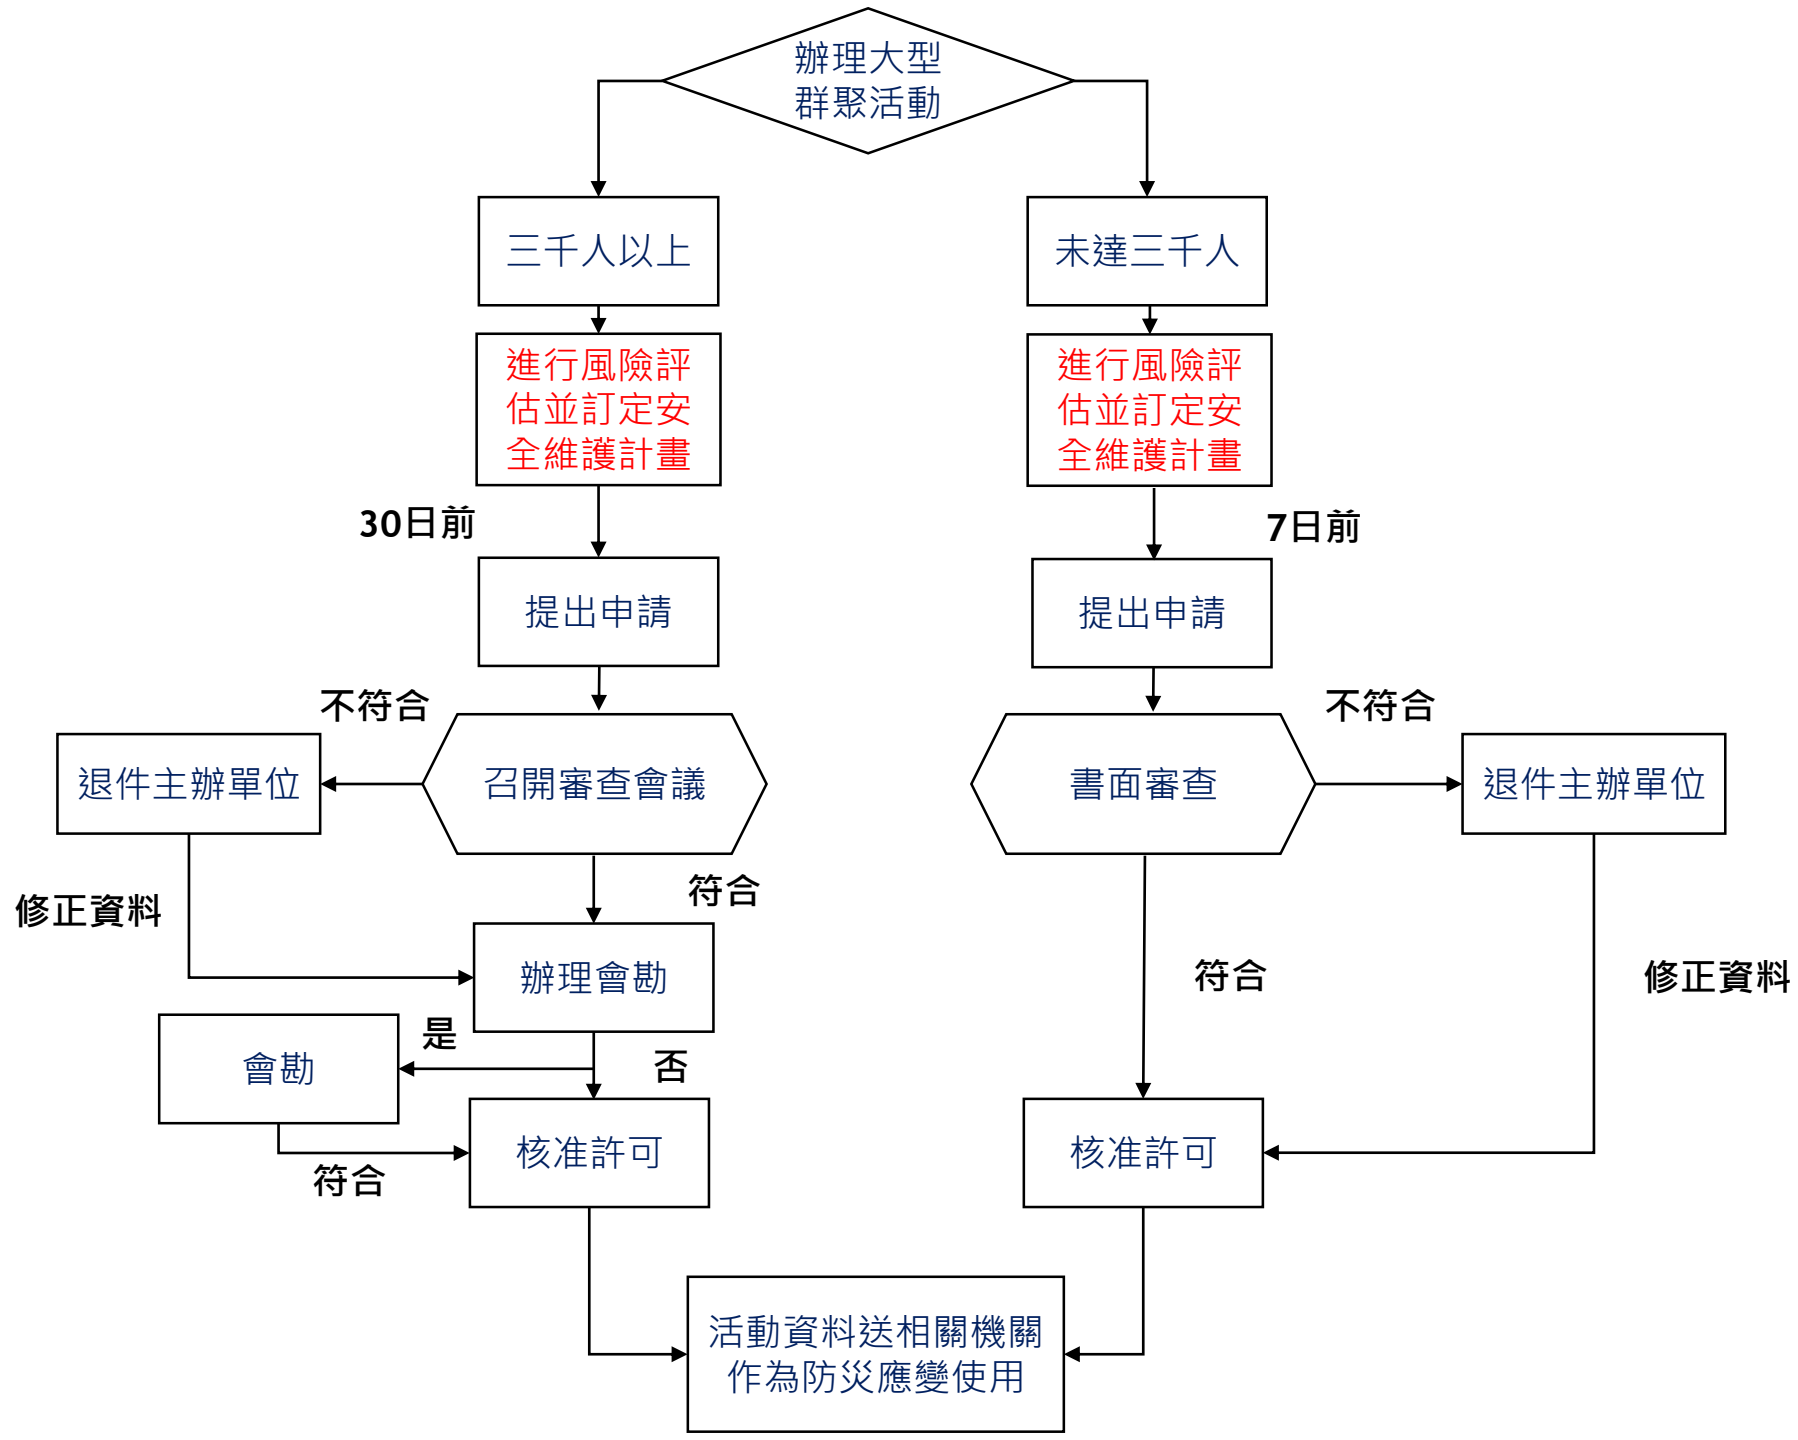 辦理大型
群聚活動
三千人以上
未達三千人
進行風險評
估並訂定安
全維護計畫
進行風險評
估並訂定安
全維護計畫
30日前
7日前
提出申請
提出申請
不符合
不符合
退件主辦單位
召開審查會議
書面審查
退件主辦單位
符合
修正資料
符合
修正資料
辦理會勘
是
否
會勘
核准許可
核准許可
符合
活動資料送相關機關
作為防災應變使用